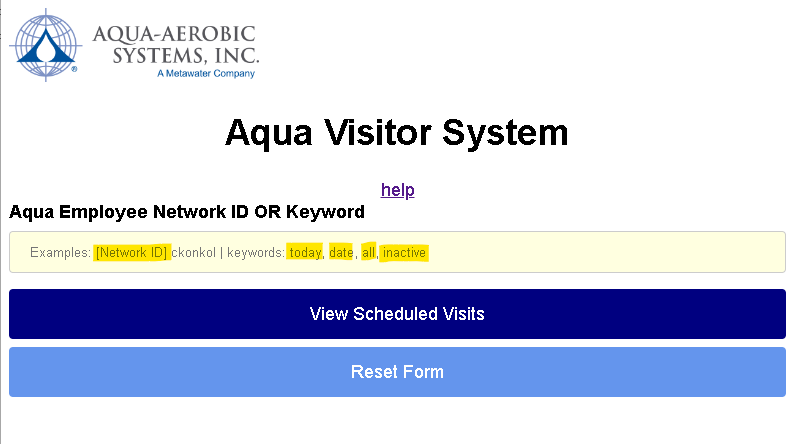 AQUA-AEROBIC
SYSTEMS, INC.
®
A Metawater Company
Aqua Visitor System
help
Aqua Employee Network ID OR Keyword
Examples: [Network ID] ckonkol | keywords: today, date, all, inactive
View Scheduled Visits
Reset Form